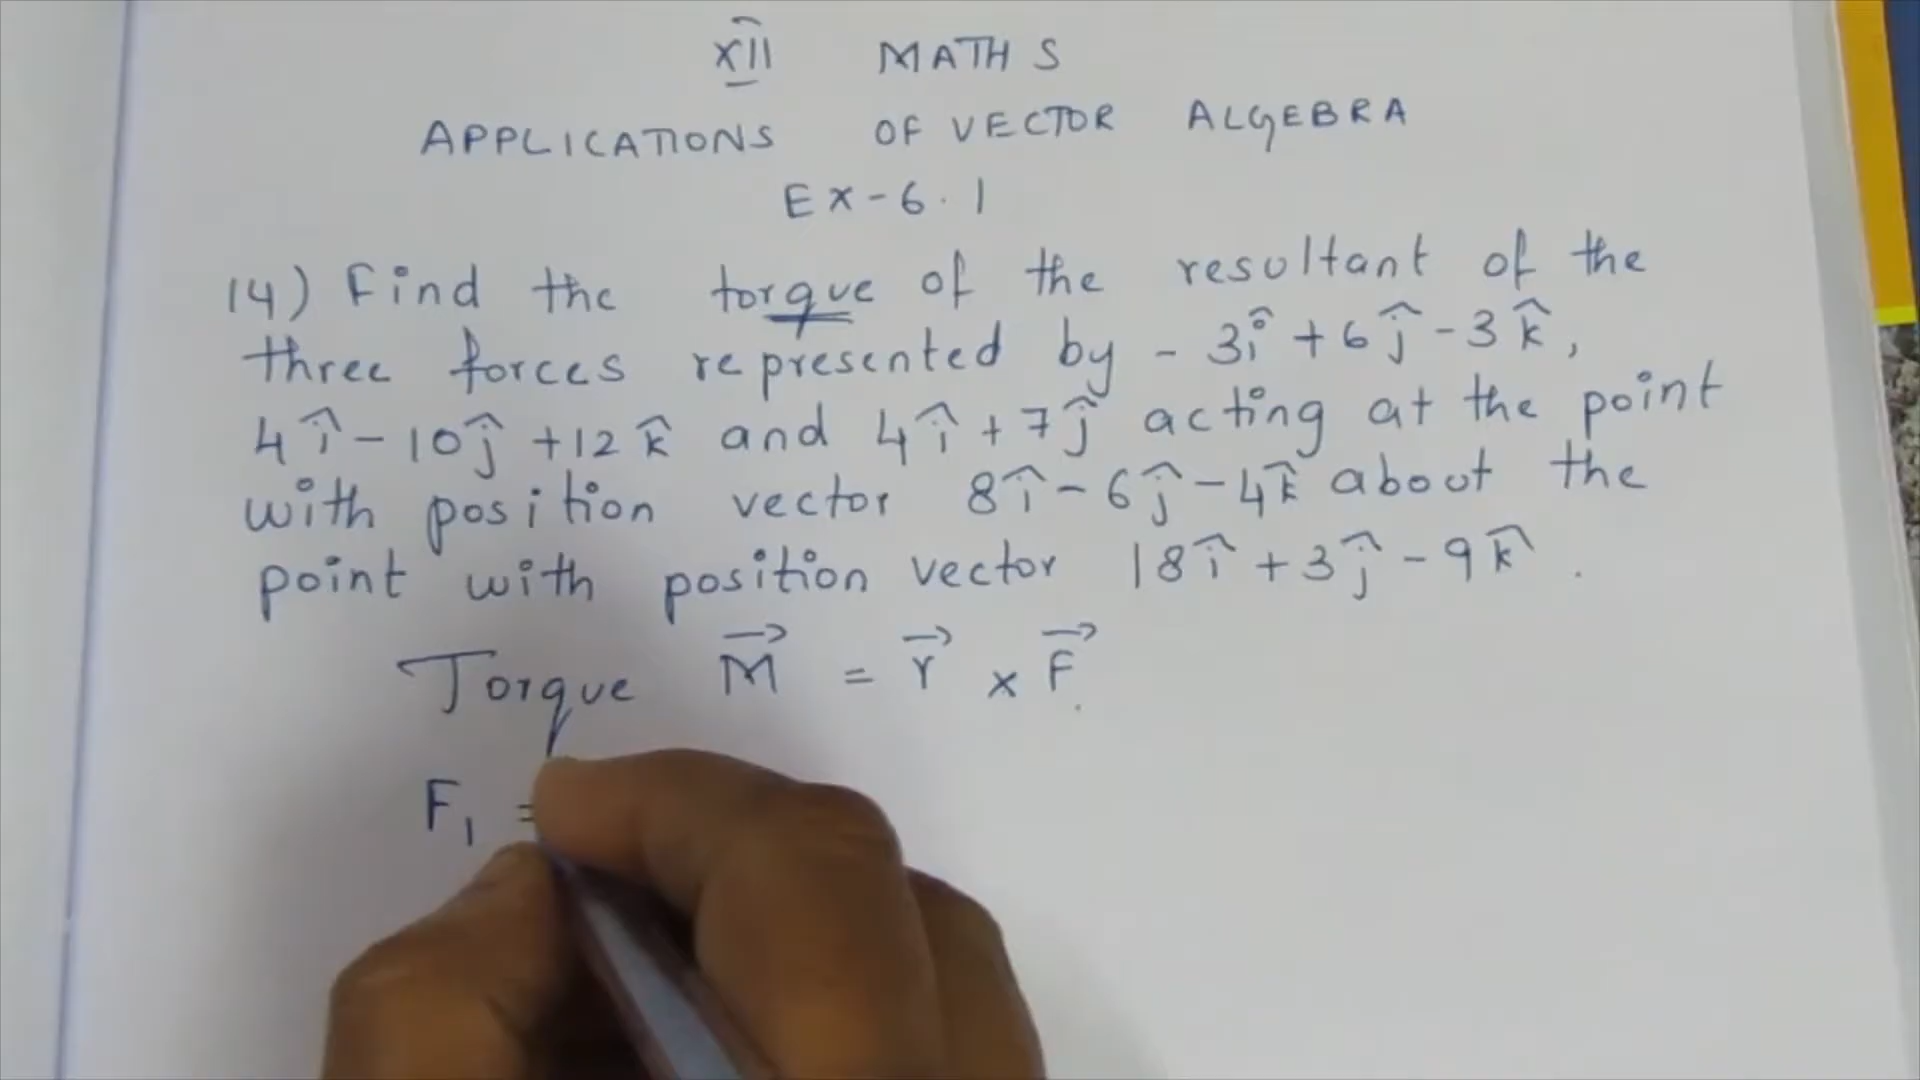 XII MATHS
APPLICATIONS OF VECTOR ALGEBRA
Ex-6.1
14) Find the torque of the resultant of the
three forces represented by -3î+6ĵ-3k̂,
4î-10ĵ+12k̂ and 4î+7ĵ acting at the point
with position vector 8î-6ĵ-4k̂ about the
point with position vector 18î+3ĵ-9k̂.
Torque M⃗ = r⃗ × F⃗
F₁ =